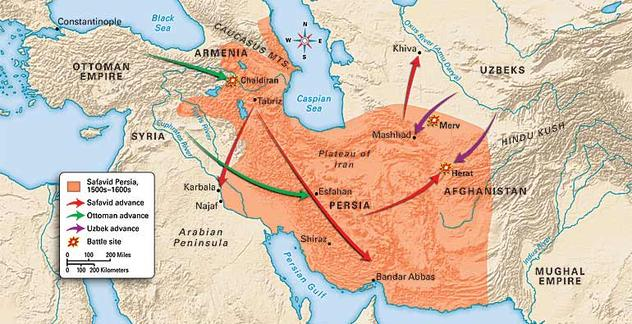 Constantinople
Black
Sea
CAUCASUS MTS.
N
W
E
S
Oxus River (Amu Darya)
Khiva
ARMENIA
OTTOMAN
EMPIRE
Chaldiran
UZBEKS
Tabriz
Caspian
Sea
Merv
Mashhad
HINDU KUSH
SYRIA
Euphrates River
Tigris River
Plateau of
Iran
Herat
Safavid Persia,
1500s–1600s
Safavid advance
Ottoman advance
Uzbek advance
Battle site
0 100 200 Miles
0 100 200 Kilometers
Karbala
Najaf
Esfahan
PERSIA
AFGHANISTAN
Arabian
Peninsula
Shiraz
Persian Gulf
Bandar Abbas
Indus River
MUGHAL
EMPIRE